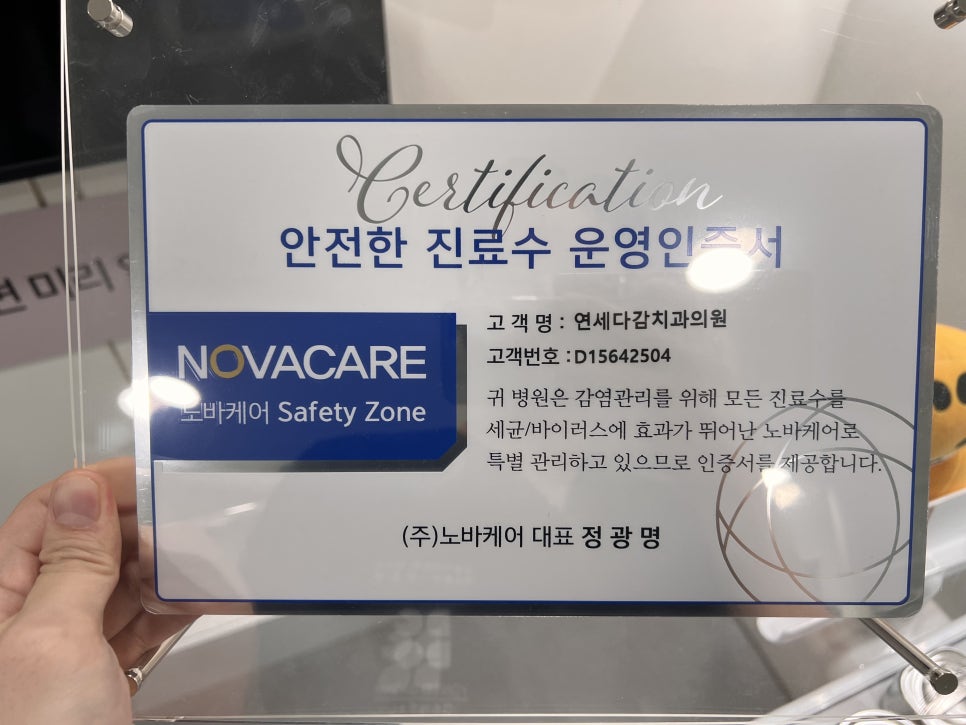 Certification
안전한 진료수 운영인증서
NOVACARE
노바케어 Safety Zone
고 객 명 : 연세다감치과의원
고객번호 : D15642504
귀 병원은 감염관리를 위해 모든 진료수를
세균/바이러스에 효과가 뛰어난 노바케어로
특별 관리하고 있으므로 인증서를 제공합니다.
(주)노바케어 대표 정 광 명
면 미리